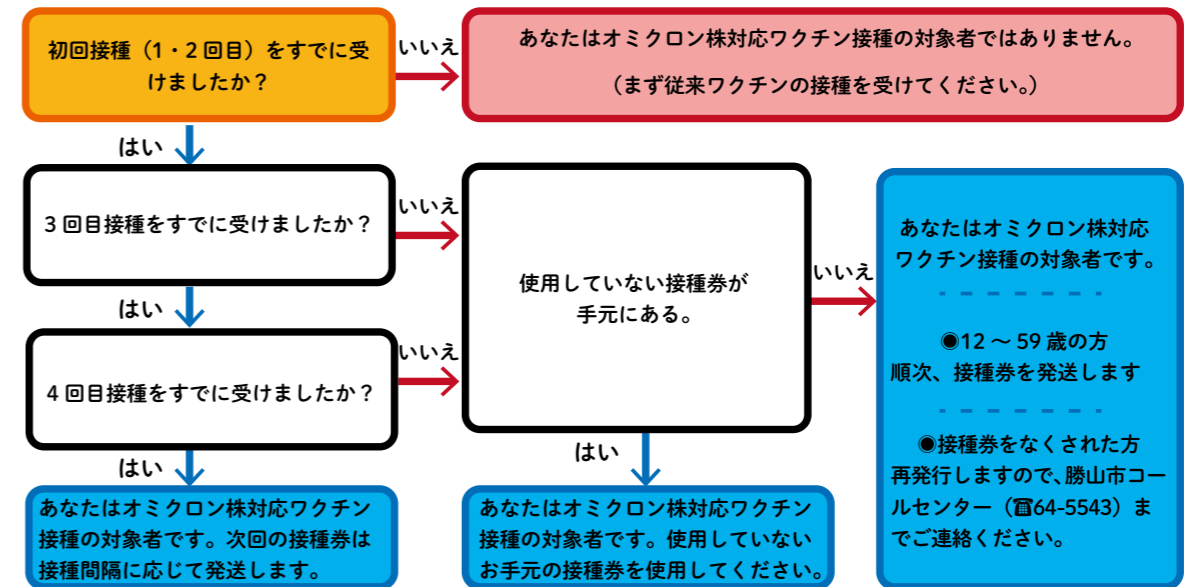 初回接種（1・2 回目）をすでに受
けましたか？
いいえ
あなたはオミクロン株対応ワクチン接種の対象者ではありません。
（まず従来ワクチンの接種を受けてください。）
はい
3 回目接種をすでに受けましたか？
いいえ
はい
4 回目接種をすでに受けましたか？
いいえ
はい
あなたはオミクロン株対応ワクチン
接種の対象者です。次回の接種券は
接種間隔に応じて発送します。
使用していない接種券が
手元にある。
いいえ
はい
あなたはオミクロン株対応ワクチン
接種の対象者です。使用していない
お手元の接種券を使用してください。
あなたはオミクロン株対応
ワクチン接種の対象者です。
◉12 〜 59 歳の方
順次、接種券を発送します
◉接種券をなくされた方
再発行しますので、勝山市コー
ルセンター（☎64-5543）ま
でご連絡ください。